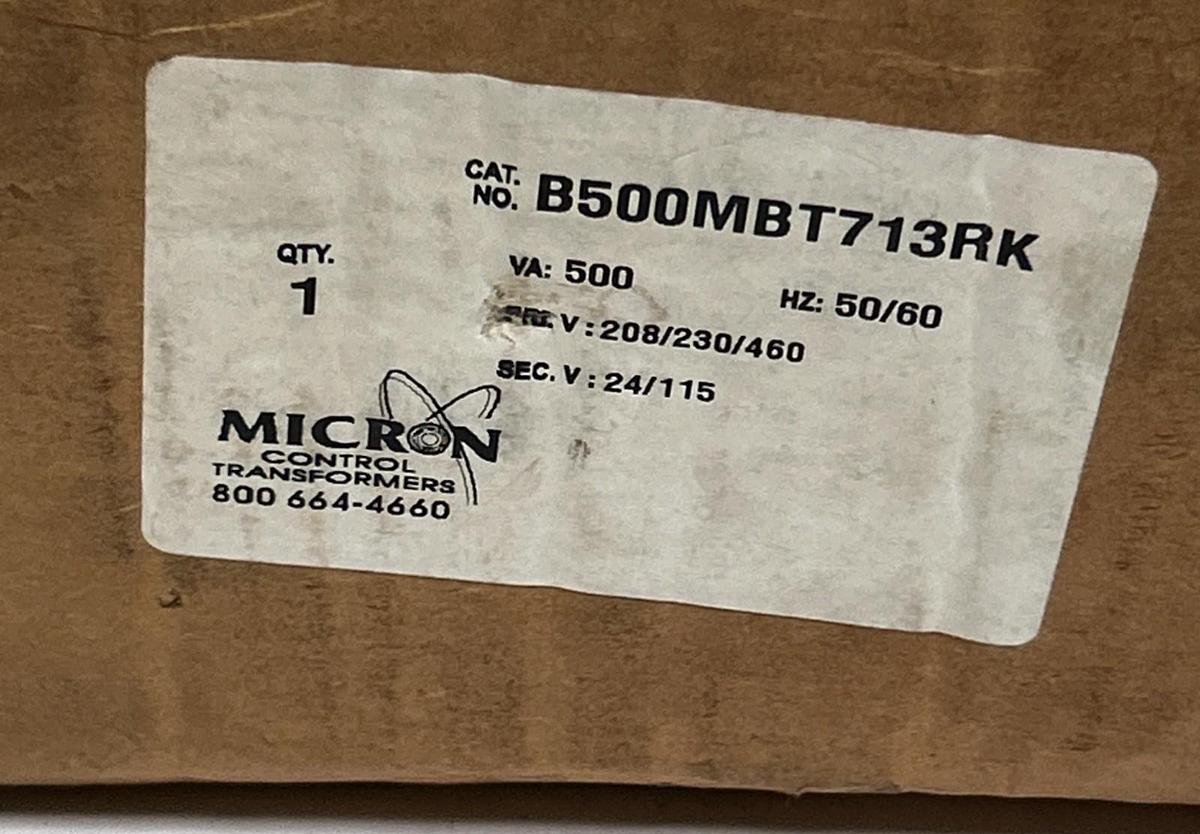 CAT. NO. B500MBT713RK
QTY.
1
VA: 500 HZ: 50/60
PRI. V : 208/230/460
SEC. V : 24/115
MICRON
CONTROL
TRANSFORMERS
800 664-4660